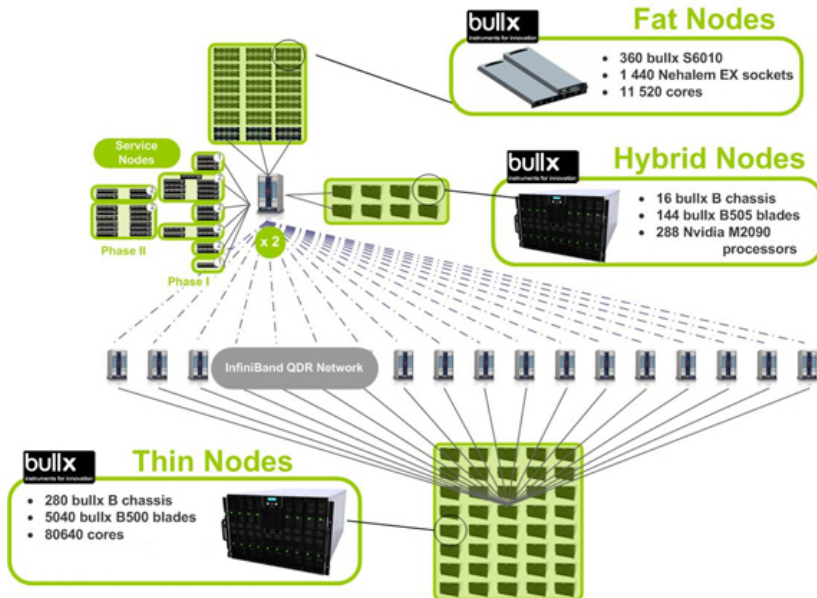 bullx
instruments for innovation
Fat Nodes
• 360 bullx S6010
• 1 440 Nehalem EX sockets
• 11 520 cores
Service
Nodes
bullx
instruments for innovation
Hybrid Nodes
• 16 bullx B chassis
• 144 bullx B505 blades
• 288 Nvidia M2090
processors
Phase II
x 2
Phase I
InfiniBand QDR Network
bullx
instruments for innovation
Thin Nodes
• 280 bullx B chassis
• 5040 bullx B500 blades
• 80640 cores